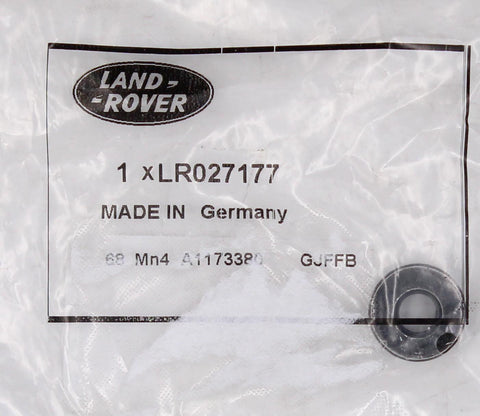 LAND-
-ROVER
1 xLR027177
MADE IN Germany
68 Mn4 A1173380 GJFFB